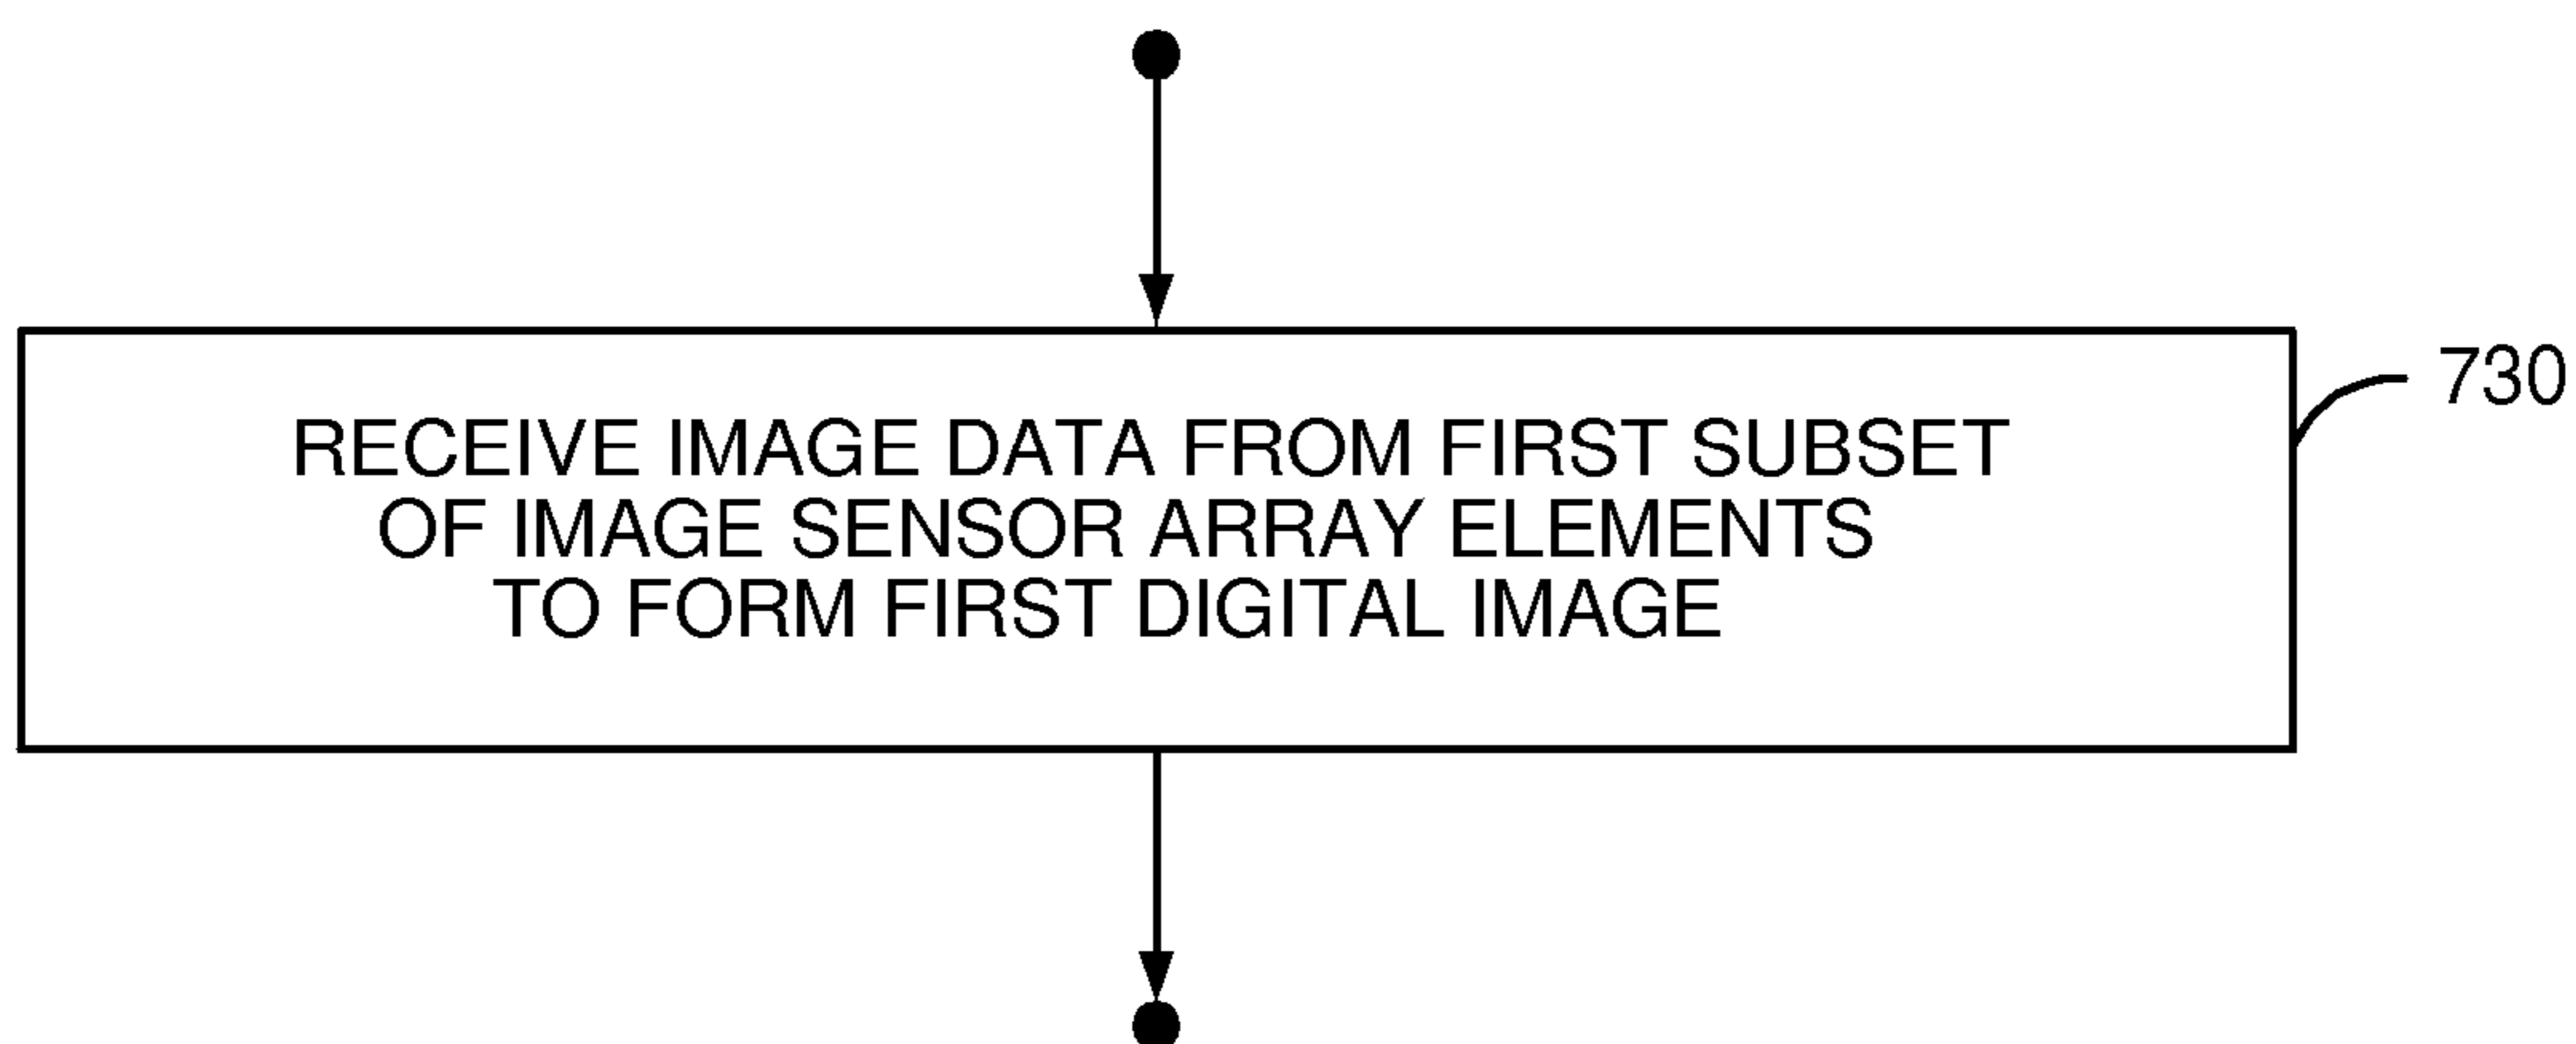 730
RECEIVE IMAGE DATA FROM FIRST SUBSET
OF IMAGE SENSOR ARRAY ELEMENTS
TO FORM FIRST DIGITAL IMAGE